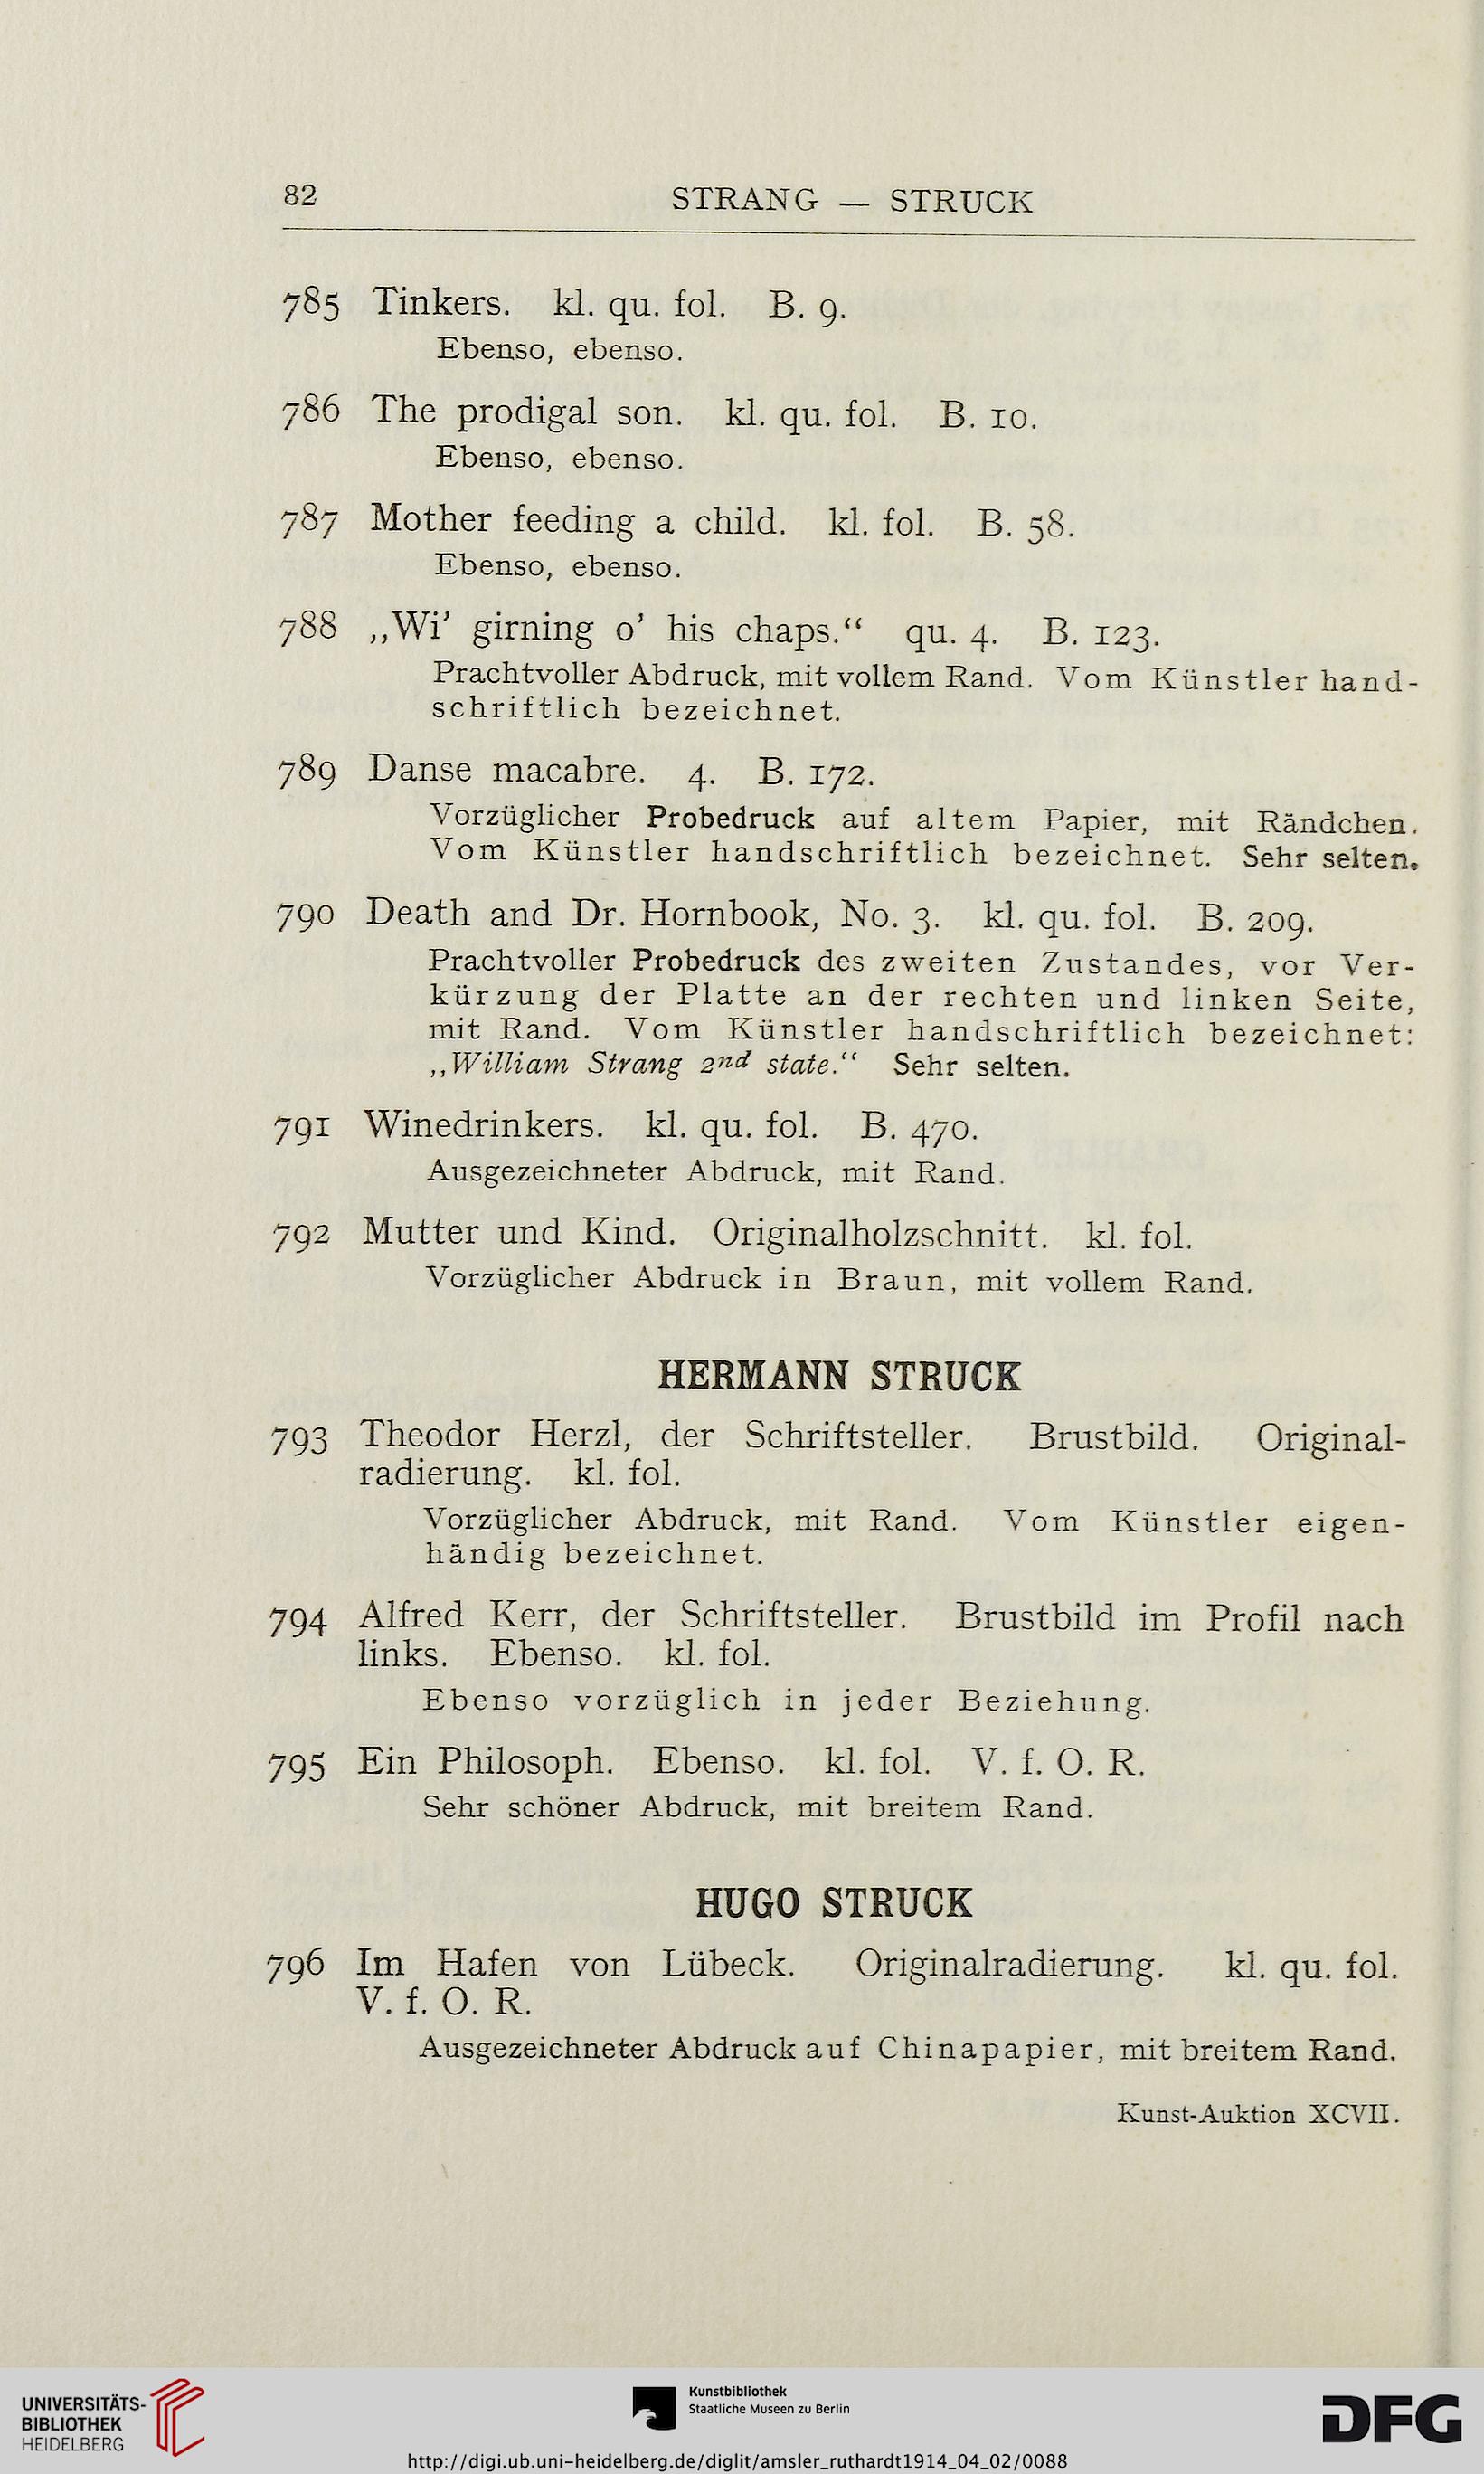 82 STRANG — STRUCK
785 Tinkers. kl. qu. fol. B. 9.
Ebenso, ebenso.
786 The prodigal son. kl. qu. fol. B. 10.
Ebenso, ebenso.
787 Mother feeding a child. kl. fol. B. 58.
Ebenso, ebenso.
788 „Wi’ girning o’ his chaps.“ qu. 4. B. 123.
Prachtvoller Abdruck, mit vollem Rand. Vom Künstler hand-
schriftlich bezeichnet.
789 Danse macabre. 4. B. 172.
Vorzüglicher Probedruck auf altem Papier, mit Rändchen.
Vom Künstler handschriftlich bezeichnet. Sehr selten.
790 Death and Dr. Hornbook, No. 3. kl. qu. fol. B. 209.
Prachtvoller Probedruck des zweiten Zustandes, vor Ver-
kürzung der Platte an der rechten und linken Seite,
mit Rand. Vom Künstler handschriftlich bezeichnet:
„William Strang 2nd state.“ Sehr selten.
791 Winedrinkers. kl. qu. fol. B. 470.
Ausgezeichneter Abdruck, mit Rand.
792 Mutter und Kind. Originalholzschnitt. kl. fol.
Vorzüglicher Abdruck in Braun, mit vollem Rand.
HERMANN STRUCK
793 Theodor Herzl, der Schriftsteller. Brustbild. Original-
radierung. kl. fol.
Vorzüglicher Abdruck, mit Rand. Vom Künstler eigen-
händig bezeichnet.
794 Alfred Kerr, der Schriftsteller. Brustbild im Profil nach
links. Ebenso. kl. fol.
Ebenso vorzüglich in jeder Beziehung.
795 Ein Philosoph. Ebenso. kl. fol. V. f. O. R.
Sehr schöner Abdruck, mit breitem Rand.
HUGO STRUCK
796 Im Hafen von Lübeck. Originalradierung. kl. qu. fol.
V. f. O. R.
Ausgezeichneter Abdruck auf Chinapapier, mit breitem Rand.
Kunst-Auktion XCVII.
UNIVERSITÄTS-
BIBLIOTHEK
HEIDELBERG
Kunstbibliothek
Staatliche Museen zu Berlin
DFG
http://digi.ub.uni-heidelberg.de/diglit/amsler_ruthardt1914_04_02/0088